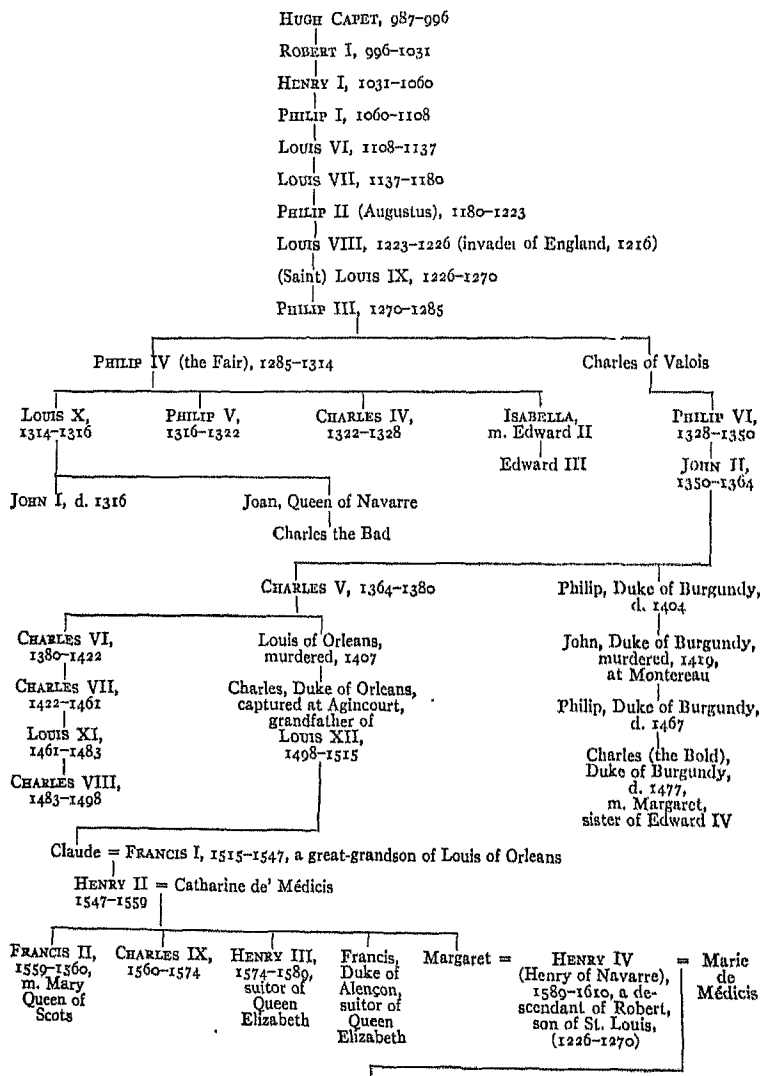 HUGH CAPET, 987–996
ROBERT I, 996–1031
HENRY I, 1031–1060
PHILIP I, 1060–1108
LOUIS VI, 1108–1137
LOUIS VII, 1137–1180
PHILIP II (Augustus), 1180–1223
LOUIS VIII, 1223–1226 (invader of England, 1216)
(Saint) LOUIS IX, 1226–1270
PHILIP III, 1270–1285
PHILIP IV (the Fair), 1285–1314
Charles of Valois
LOUIS X,
1314–1316
PHILIP V,
1316–1322
CHARLES IV,
1322–1328
ISABELLA,
m. Edward II
Edward III
PHILIP VI,
1328–1350
JOHN II,
1350–1364
JOHN I, d. 1316
Joan, Queen of Navarre
Charles the Bad
CHARLES V, 1364–1380
Philip, Duke of Burgundy,
d. 1404
CHARLES VI,
1380–1422
CHARLES VII,
1422–1461
LOUIS XI,
1461–1483
CHARLES VIII,
1483–1498
Louis of Orleans,
murdered, 1407
Charles, Duke of Orleans,
captured at Agincourt,
grandfather of
LOUIS XII,
1498–1515
John, Duke of Burgundy,
murdered, 1419,
at Montereau
Philip, Duke of Burgundy,
d. 1467
Charles (the Bold),
Duke of Burgundy,
d. 1477,
m. Margaret,
sister of Edward IV
Claude = FRANCIS I, 1515–1547, a great-grandson of Louis of Orleans
HENRY II = Catharine de' Médicis
1547–1559
FRANCIS II,
1559–1560,
m. Mary
Queen of
Scots
CHARLES IX,
1560–1574
HENRY III,
1574–1589,
suitor of
Queen
Elizabeth
Francis,
Duke of
Alençon,
suitor of
Queen
Elizabeth
Margaret = HENRY IV = Marie
(Henry of Navarre),
1589–1610, a de-
scendant of Robert,
son of St. Louis,
(1226–1270)
de
Médicis